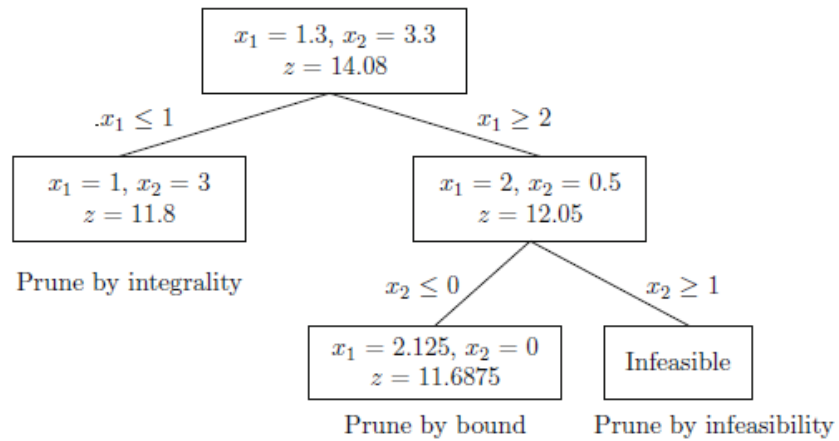 x₁ = 1.3, x₂ = 3.3
z = 14.08
.x₁ ≤ 1
x₁ ≥ 2
x₁ = 1, x₂ = 3
z = 11.8
x₁ = 2, x₂ = 0.5
z = 12.05
Prune by integrality
x₂ ≤ 0
x₂ ≥ 1
x₁ = 2.125, x₂ = 0
z = 11.6875
Infeasible
Prune by bound
Prune by infeasibility